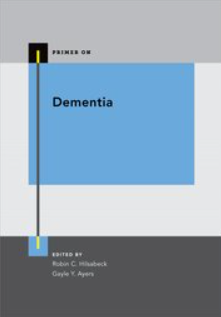 PRIMER ON
Dementia
EDITED BY
Robin C. Hilsabeck
Gayle Y. Ayers